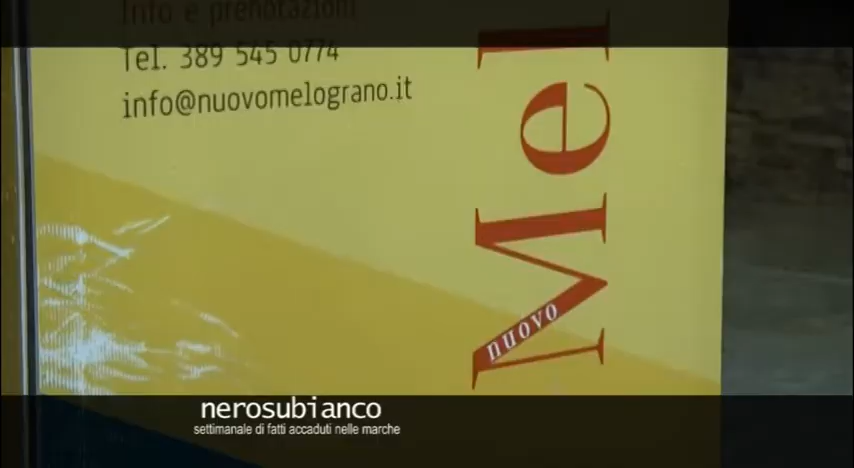 Info e prenotazioni
Tel. 389 545 0774
info@nuovomelograno.it
Mel
nuovo
nerosubianco
settimanale di fatti accaduti nelle marche